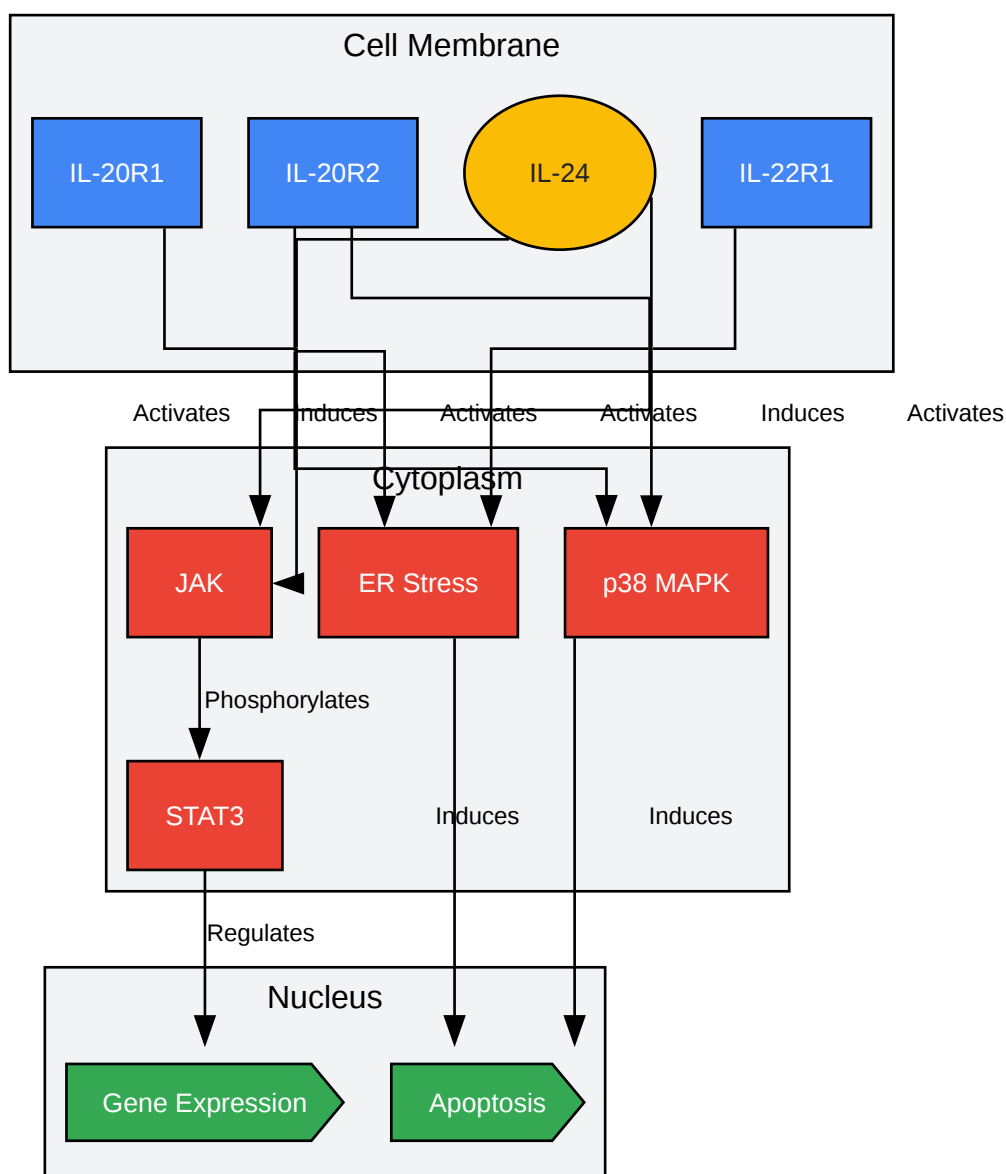 Cell Membrane
IL-20R1
IL-20R2
IL-24
IL-22R1
Activates
Induces
Activates
Activates
Induces
Activates
Cytoplasm
JAK
ER Stress
p38 MAPK
Phosphorylates
STAT3
Induces
Induces
Regulates
Nucleus
Gene Expression
Apoptosis